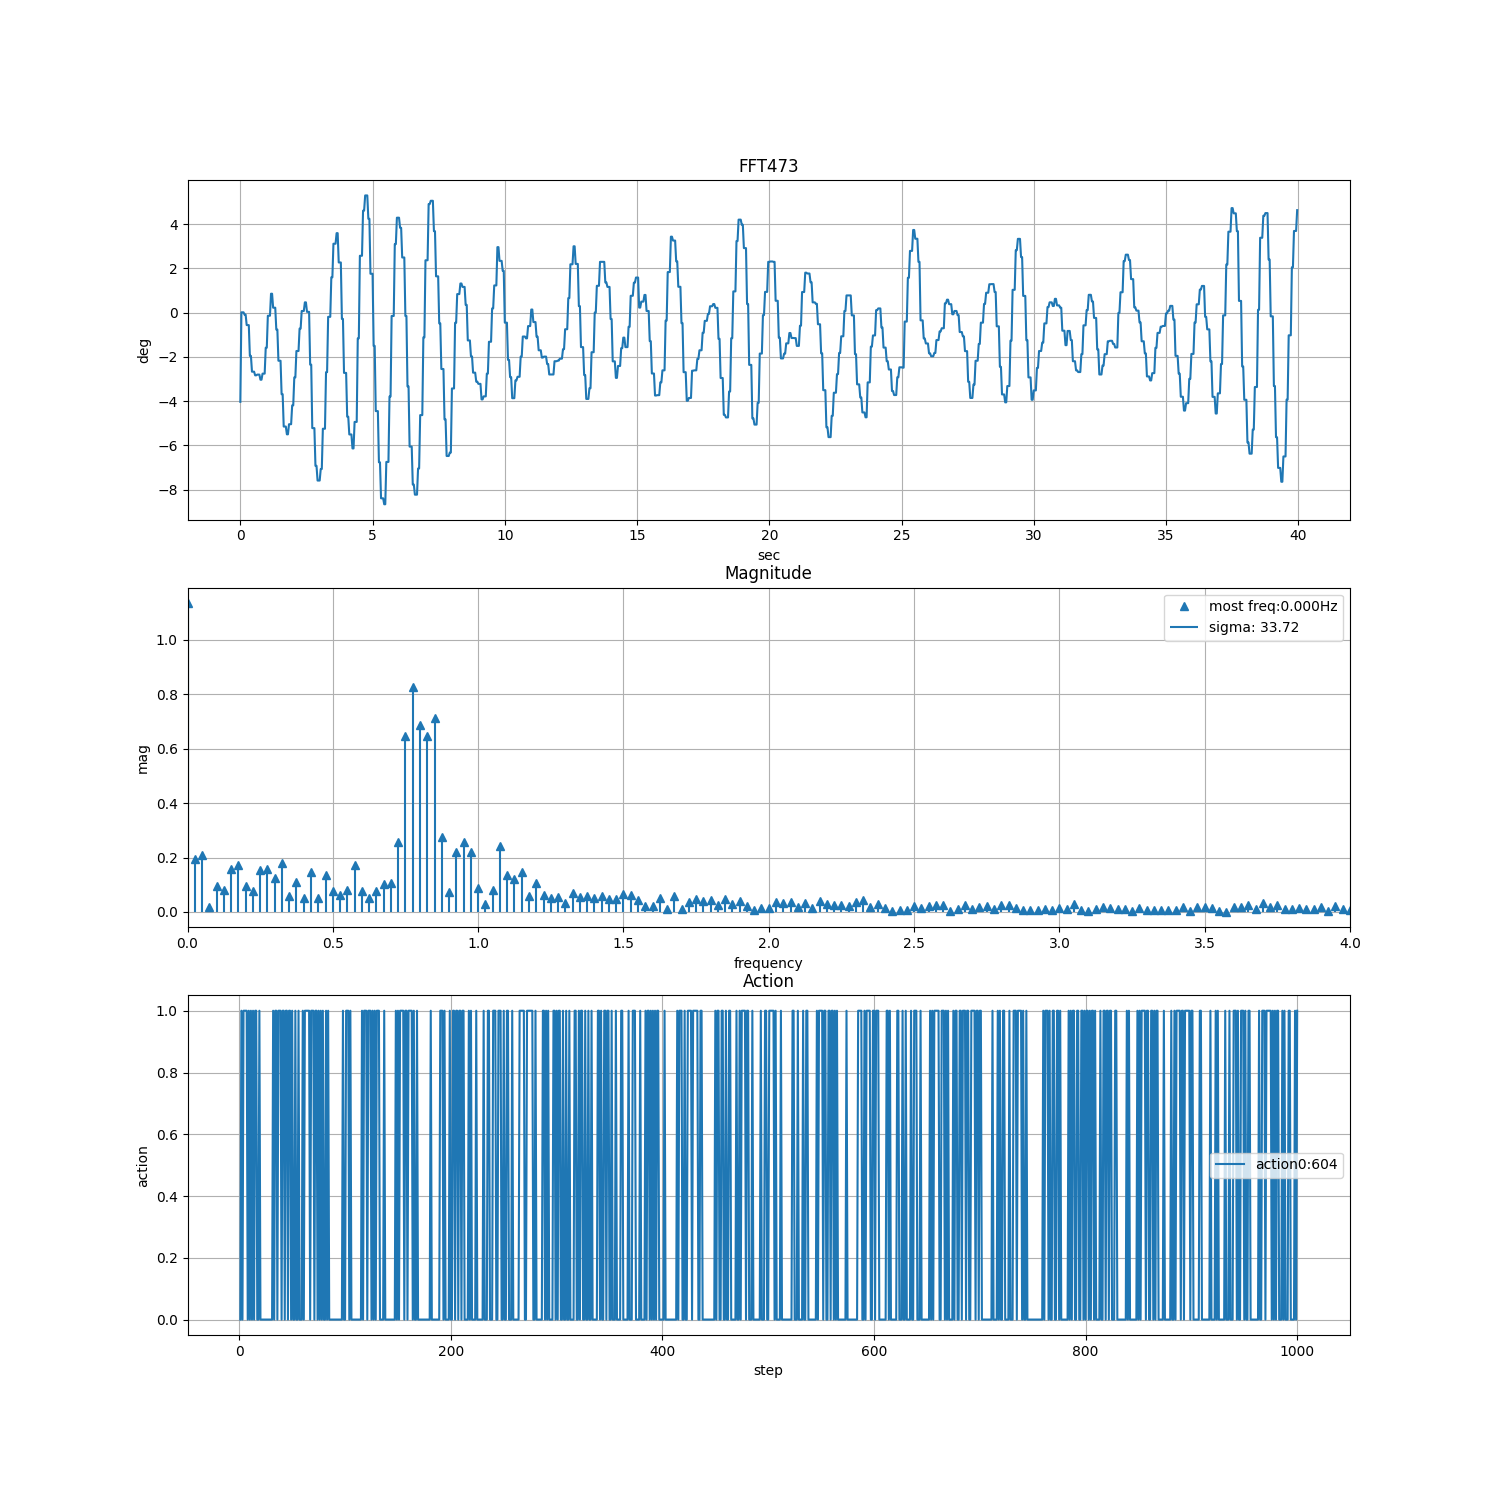 FFT473
4
2
0
−2
−4
−6
−8
deg
0 5 10 15 20 25 30 35 40
sec
Magnitude
1.0
0.8
0.6
0.4
0.2
0.0
mag
most freq:0.000Hz
sigma: 33.72
0.0 0.5 1.0 1.5 2.0 2.5 3.0 3.5 4.0
frequency
Action
1.0
0.8
0.6
0.4
0.2
0.0
action
action0:604
0 200 400 600 800 1000
step